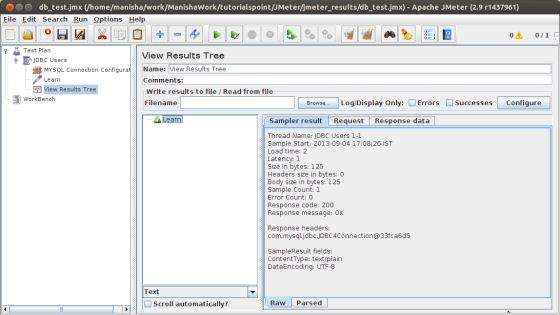 db_test.jmx (/home/manisha/work/ManishaWork/tutorialspoint/JMeter/jmeter_results/db_test.jmx) - Apache JMeter (2.9 r1437961)
File Edit Search Run Options Help
0 0 / 1
Test Plan
JDBC Users
MYSQL Connection Configurat
Learn
View Results Tree
WorkBench
View Results Tree
Name: View Results Tree
Comments:
Write results to file / Read from file
Filename Browse... Log/Display Only: Errors Successes Configure
Learn
Text
Scroll automatically?
Sampler result Request Response data
Thread Name: JDBC Users 1-1
Sample Start: 2013-09-04 17:08:26 IST
Load time: 2
Latency: 1
Size in bytes: 125
Headers size in bytes: 0
Body size in bytes: 125
Sample Count: 1
Error Count: 0
Response code: 200
Response message: OK
Response headers:
com.mysql.jdbc.JDBC4Connection@33fca6d5
SampleResult fields:
ContentType: text/plain
DataEncoding: UTF-8
Raw Parsed